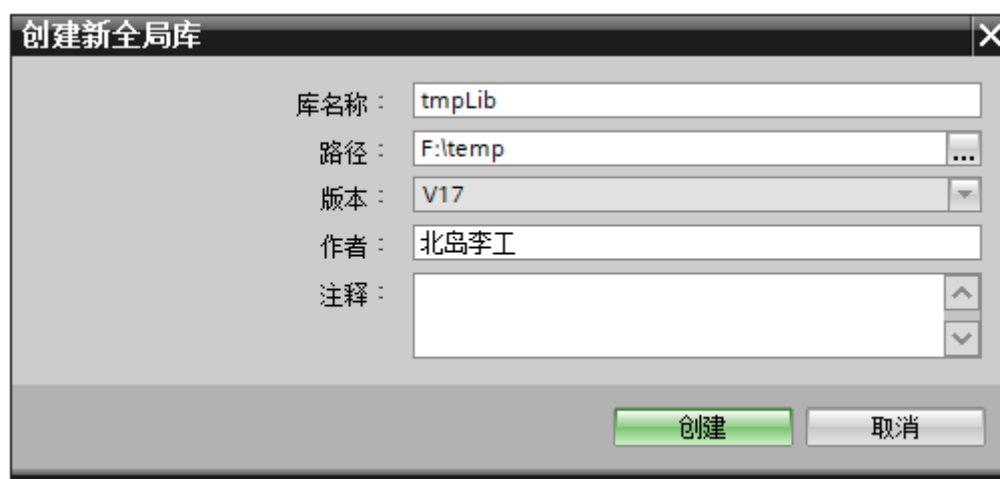 创建新全局库
库名称： tmpLib
路径： F:\temp
...
版本： V17
作者： 北岛李工
注释：
创建 取消